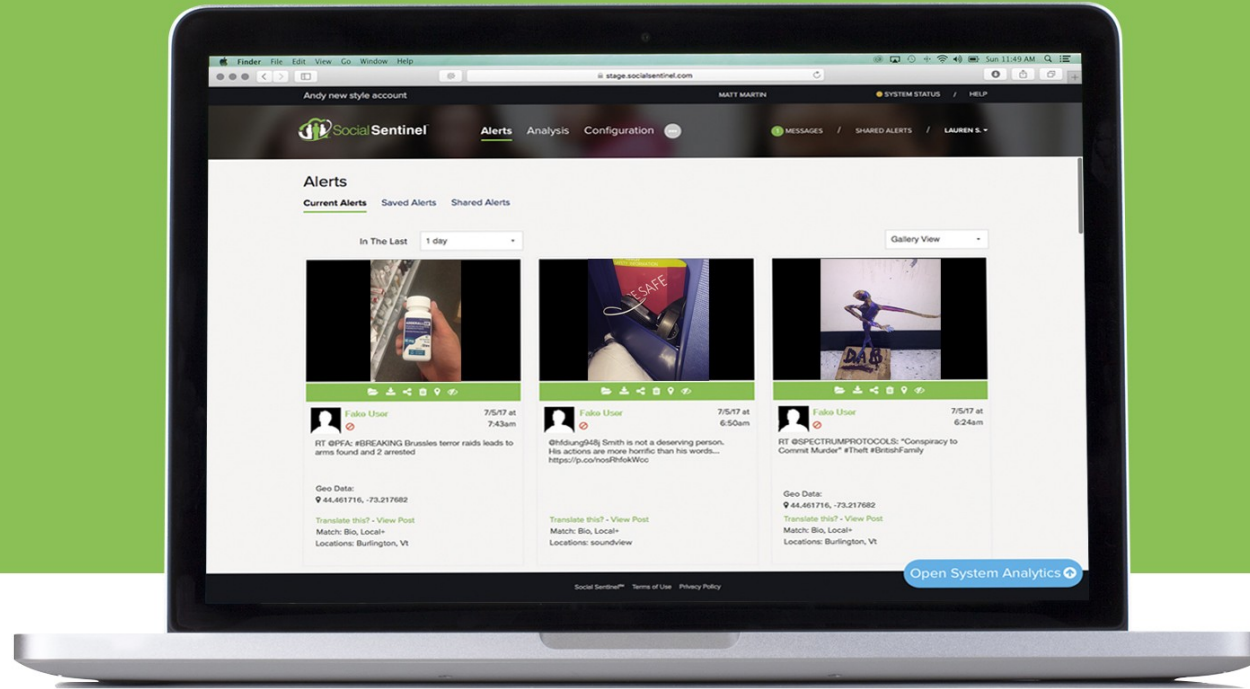 Finder File Edit View Go Window Help
Sun 11:49 AM
stage.socialsentinel.com
Andy new style account
MATT MARTIN
SYSTEM STATUS / HELP
Social Sentinel
Alerts Analysis Configuration
1 MESSAGES / SHARED ALERTS / LAUREN S.
Alerts
Current Alerts Saved Alerts Shared Alerts
In The Last 1 day
Gallery View
E SAFE
DAB
Fake User
7/5/17 at
7:43am
RT @PFA: #BREAKING Brussles terror raids leads to
arms found and 2 arrested
Geo Data:
44.461716, -73.217682
Translate this? - View Post
Match: Bio, Local+
Locations: Burlington, Vt
Fake User
7/5/17 at
6:50am
@hfdiung948j Smith is not a deserving person.
His actions are more horrific than his words...
https://p.co/nosRhfokWcc
Translate this? - View Post
Match: Bio, Local+
Locations: soundview
Fake User
7/5/17 at
6:24am
RT @SPECTRUMPROTOCOLS: "Conspiracy to
Commit Murder" #Theft #BritishFamily
Geo Data:
44.461716, -73.217682
Translate this? - View Post
Match: Bio, Local+
Locations: Burlington, Vt
Open System Analytics
Social Sentinel℠ Terms of Use Privacy Policy